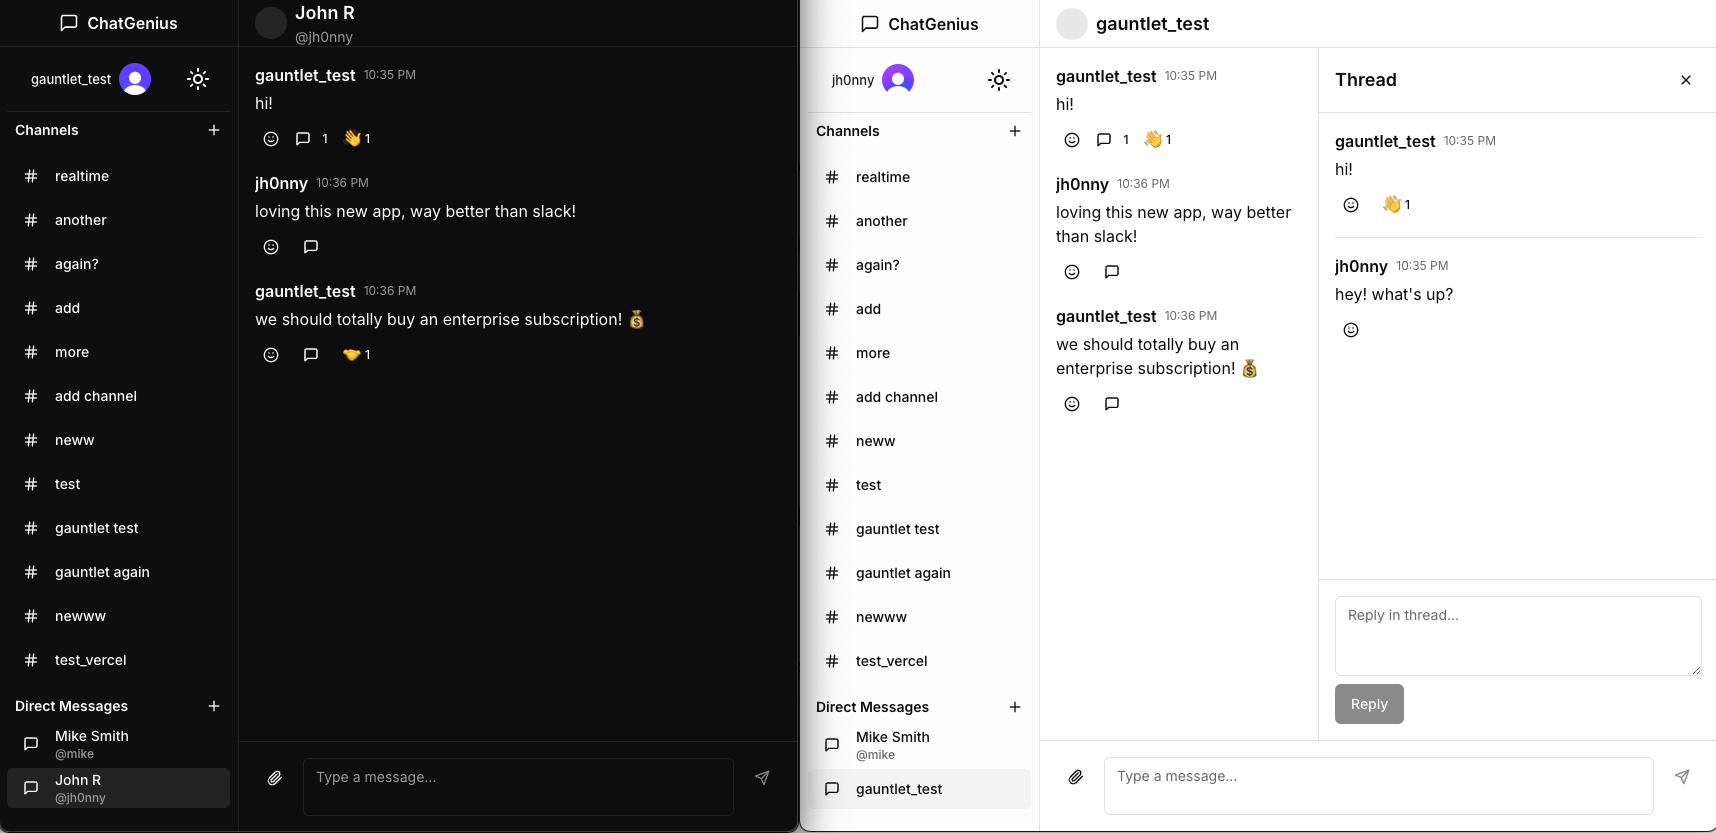 ChatGenius
gauntlet_test
Channels
realtime
another
again?
add
more
add channel
neww
test
gauntlet test
gauntlet again
newww
test_vercel
Direct Messages
Mike Smith
@mike
John R
@jh0nny
John R
@jh0nny
gauntlet_test 10:35 PM
hi!
1 👋 1
jh0nny 10:36 PM
loving this new app, way better than slack!
gauntlet_test 10:36 PM
we should totally buy an enterprise subscription! 💰
🤝 1
Type a message...
ChatGenius
jh0nny
Channels
realtime
another
again?
add
more
add channel
neww
test
gauntlet test
gauntlet again
newww
test_vercel
Direct Messages
Mike Smith
@mike
gauntlet_test
gauntlet_test
gauntlet_test 10:35 PM
hi!
1 👋 1
jh0nny 10:36 PM
loving this new app, way better
than slack!
gauntlet_test 10:36 PM
we should totally buy an
enterprise subscription! 💰
Type a message...
Thread
gauntlet_test 10:35 PM
hi!
👋 1
jh0nny 10:35 PM
hey! what's up?
Reply in thread...
Reply